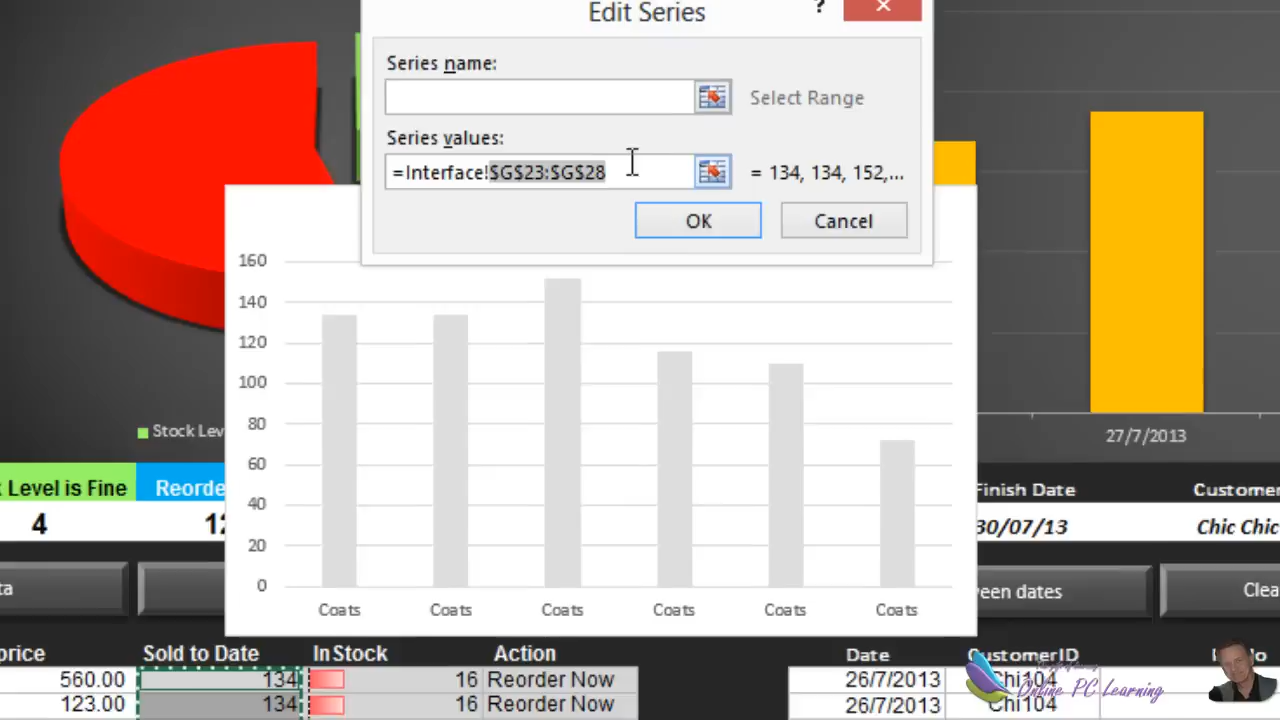 Edit Series
?
Series name:
Select Range
Series values:
=Interface!$G$23:$G$28
= 134, 134, 152,...
OK
Cancel
160
140
120
100
80
60
40
20
0
Coats Coats Coats Coats Coats Coats
Stock Lev
27/7/2013
Level is Fine
Reorde
Finish Date
Customer
4
12
30/07/13
Chic Chic
ta
een dates
Clea
price Sold to Date In Stock Action
Date CustomerID
560.00 134 16 Reorder Now
26/7/2013 Chi104
123.00 134 16 Reorder Now
26/7/2013 Chi104
Online PC Learning